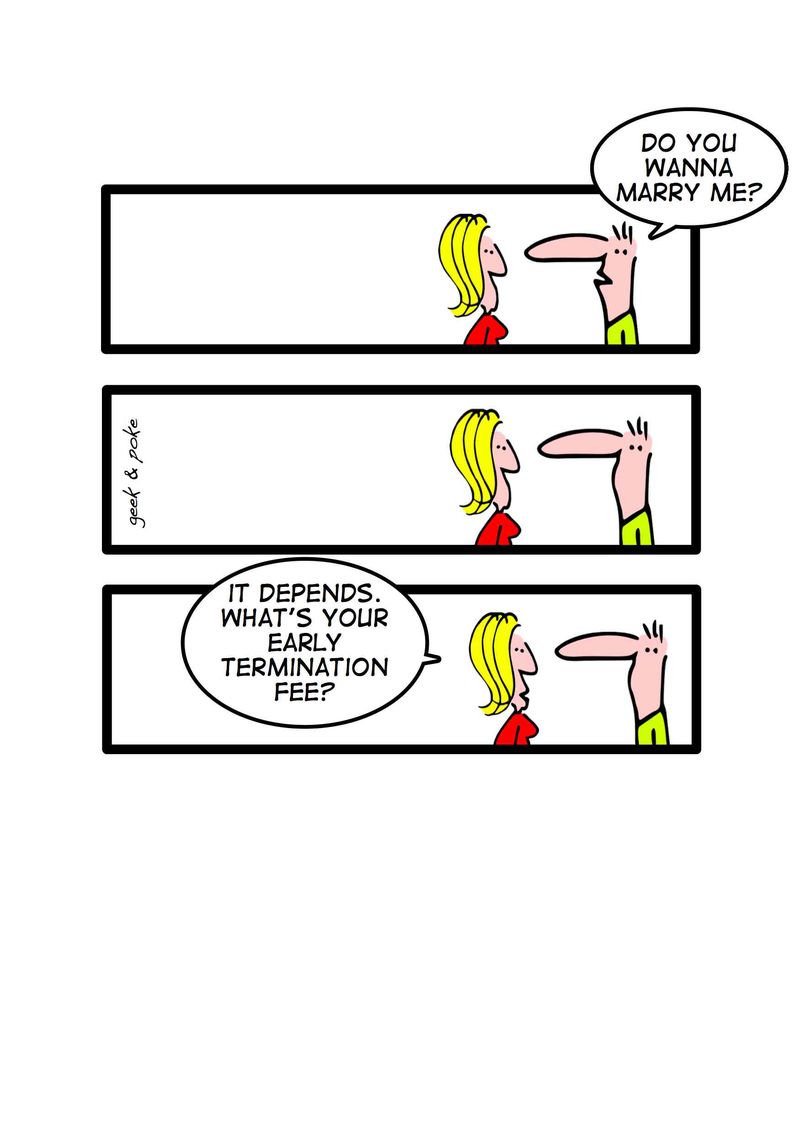 DO YOU
WANNA
MARRY ME?
geek & poke
IT DEPENDS.
WHAT'S YOUR
EARLY
TERMINATION
FEE?